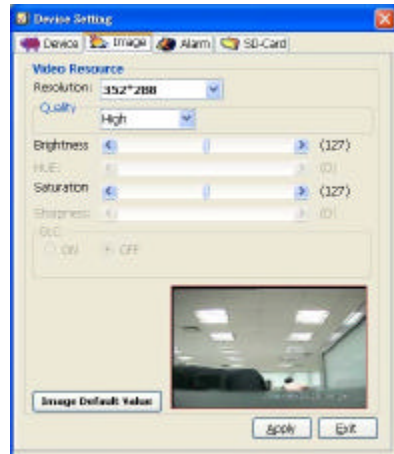 Device Setting
Device Image Alarm SD-Card
Video Resource
Resolution: 352*288
Quality
High
Brightness (127)
HUE: (0)
Saturation (127)
Sharpness: (0)
BLC
ON OFF
Image Default Value
Apply Exit